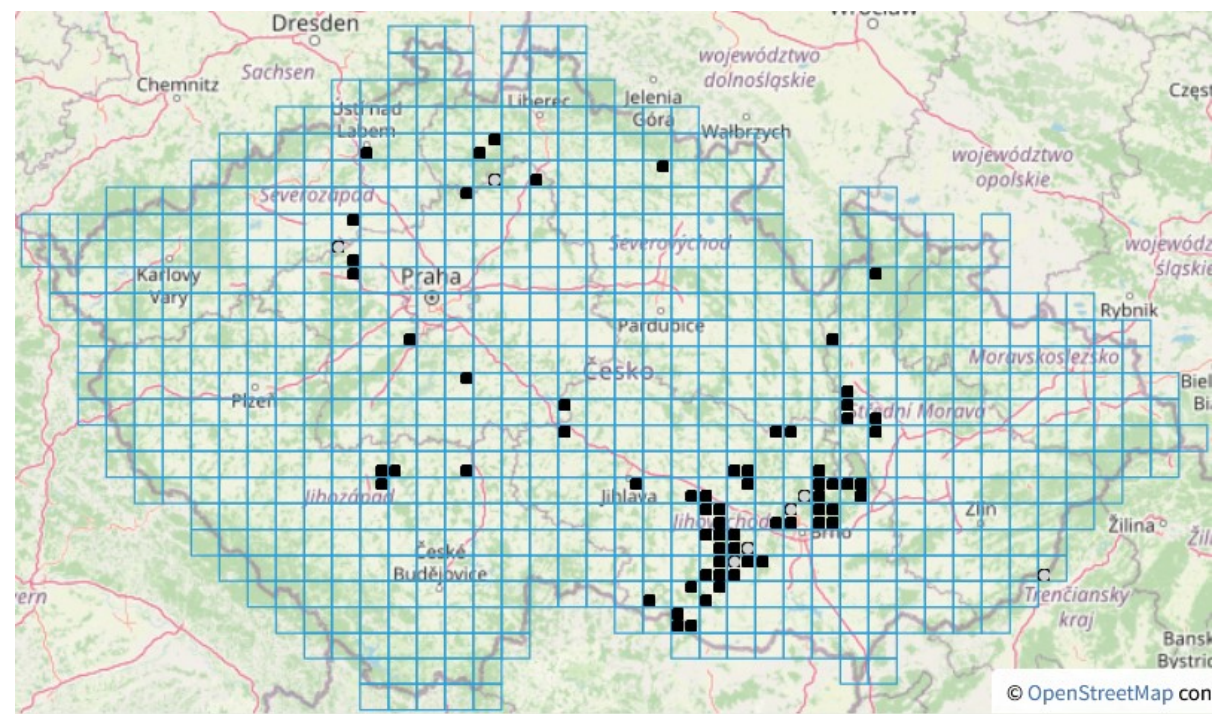 Dresden
województwo
dolnośląskie
Sachsen
Chemnitz
Ústí nad
Labem
Liberec
Jelenia
Góra
Wałbrzych
Częst
województwo
opolskie
Severozápad
Severovýchod
województ
śląskie
Karlovy
Vary
Praha
Rybnik
Pardubice
Moravskoslezsko
Česko
Biel
Bi
Plzeň
Střední Morava
Jihozápad
Jihlava
Zlín
Jihovýchod
Brno
Žilina
Žili
České
Budějovice
ern
Trenčiansky
kraj
Bansk
Bystric
© OpenStreetMap con